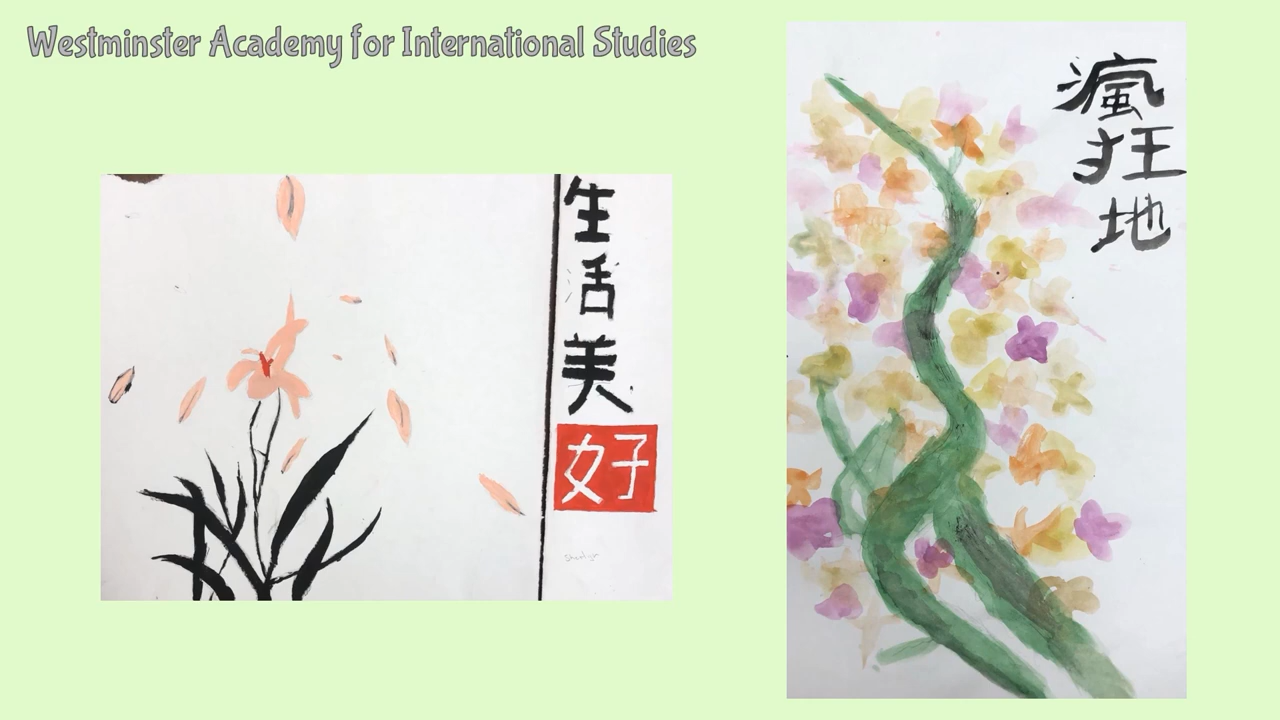 Westminster Academy for International Studies
生活美
好
瘋狂地